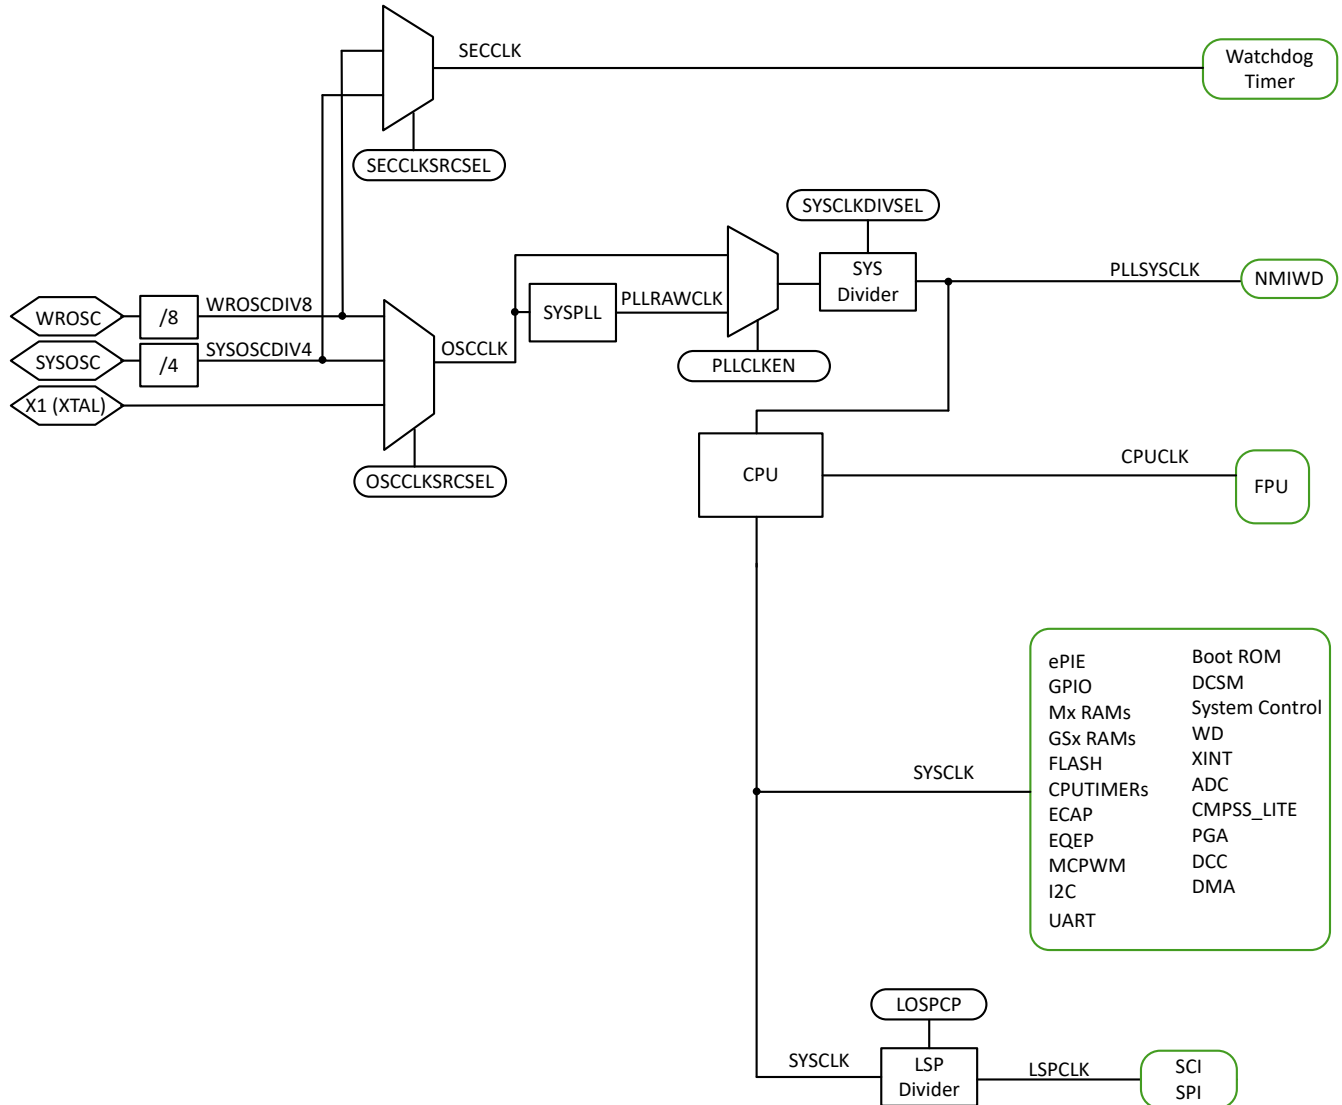 SECCLK
Watchdog
Timer
SECCLKSRCSEL
SYSCLKDIVSEL
WROSC
/8
WROSCDIV8
SYSOSC
/4
SYSOSCDIV4
X1 (XTAL)
OSCCLK
OSCCLKSRCSEL
SYSPLL
PLLRAWCLK
PLLCLKEN
SYS
Divider
PLLSYSCLK
NMIWD
CPU
CPUCLK
FPU
SYSCLK
ePIE
GPIO
Mx RAMs
GSx RAMs
FLASH
CPUTIMERs
ECAP
EQEP
MCPWM
I2C
UART
Boot ROM
DCSM
System Control
WD
XINT
ADC
CMPSS_LITE
PGA
DCC
DMA
LOSPCP
SYSCLK
LSP
Divider
LSPCLK
SCI
SPI